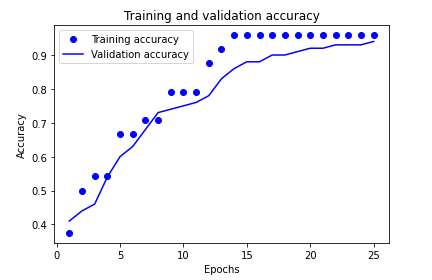 Training and validation accuracy
Training accuracy
Validation accuracy
0.9
0.8
0.7
0.6
0.5
0.4
Accuracy
0 5 10 15 20 25
Epochs